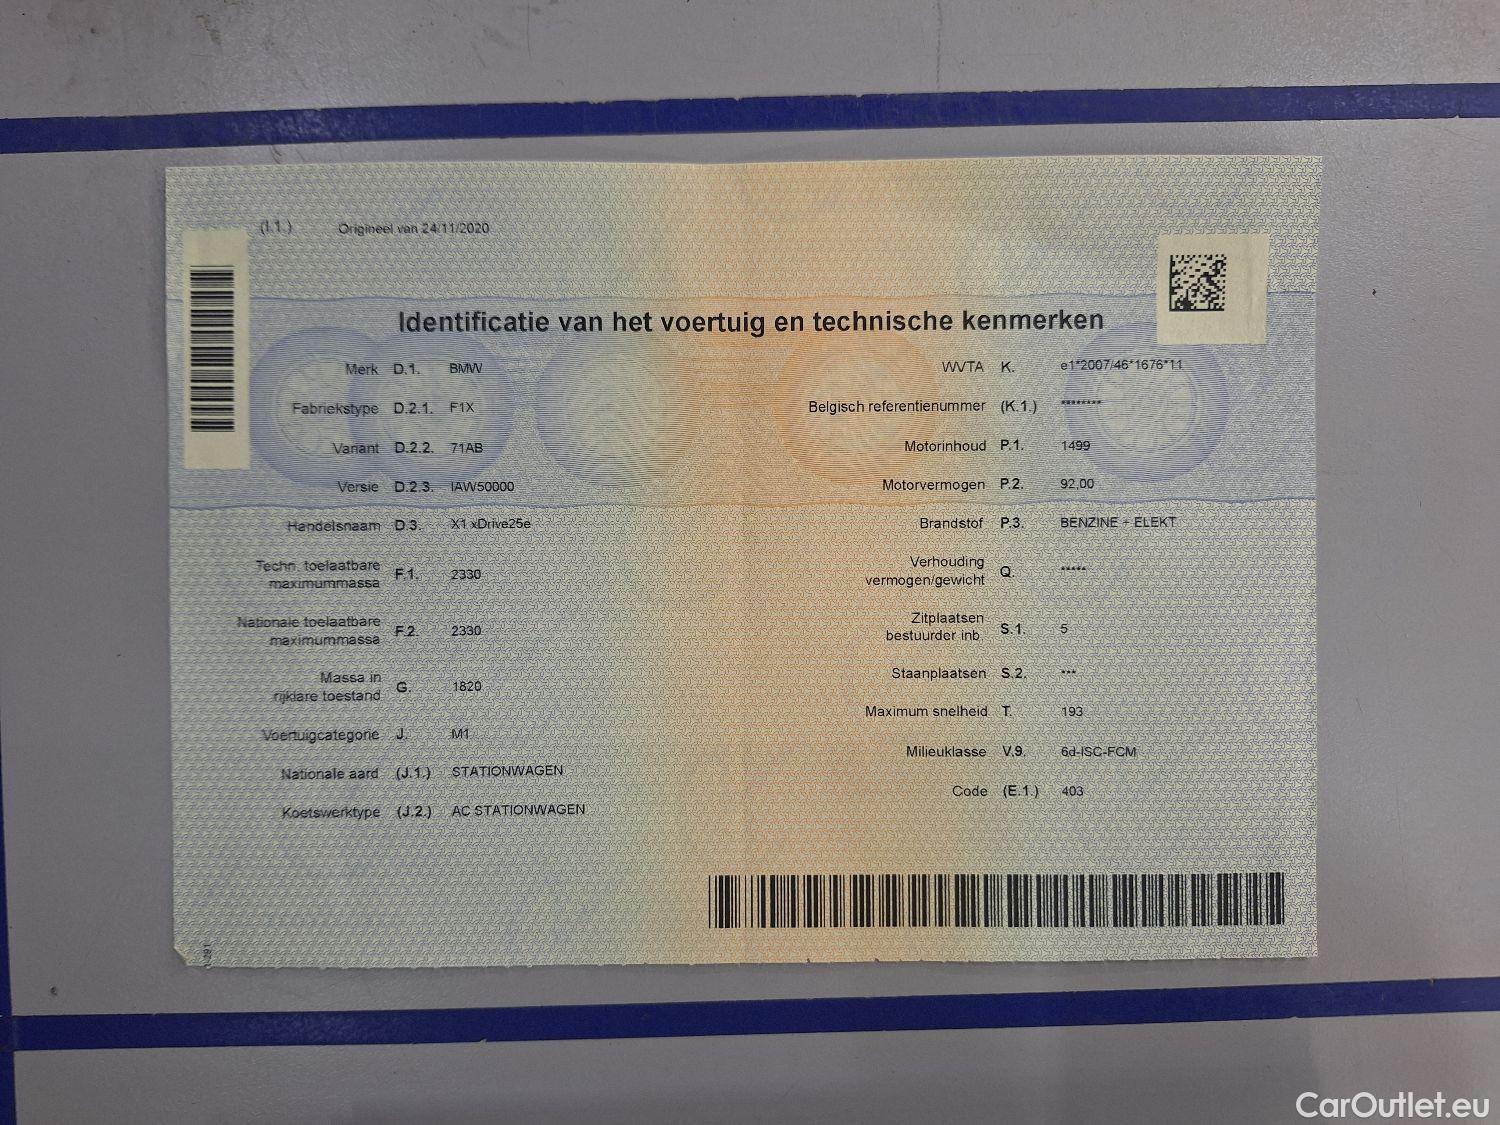 (I.1.) Origineel van 24/11/2020
Identificatie van het voertuig en technische kenmerken
Merk D.1. BMW
Fabriekstype D.2.1. F1X
Variant D.2.2. 71AB
Versie D.2.3. IAW50000
Handelsnaam D.3. X1 xDrive25e
Techn. toelaatbare
maximummassa F.1. 2330
Nationale toelaatbare
maximummassa F.2. 2330
Massa in
rijklare toestand G. 1820
Voertuigcategorie J. M1
Nationale aard (J.1.) STATIONWAGEN
Koetswerktype (J.2.) AC STATIONWAGEN
WVTA K. e1*2007/46*1676*11
Belgisch referentienummer (K.1.) ********
Motorinhoud P.1. 1499
Motorvermogen P.2. 92,00
Brandstof P.3. BENZINE + ELEKT
Verhouding
vermogen/gewicht Q. *****
Zitplaatsen
bestuurder inb. S.1. 5
Staanplaatsen S.2. ***
Maximum snelheid T. 193
Milieuklasse V.9. 6d-ISC-FCM
Code (E.1.) 403
CarOutlet.eu